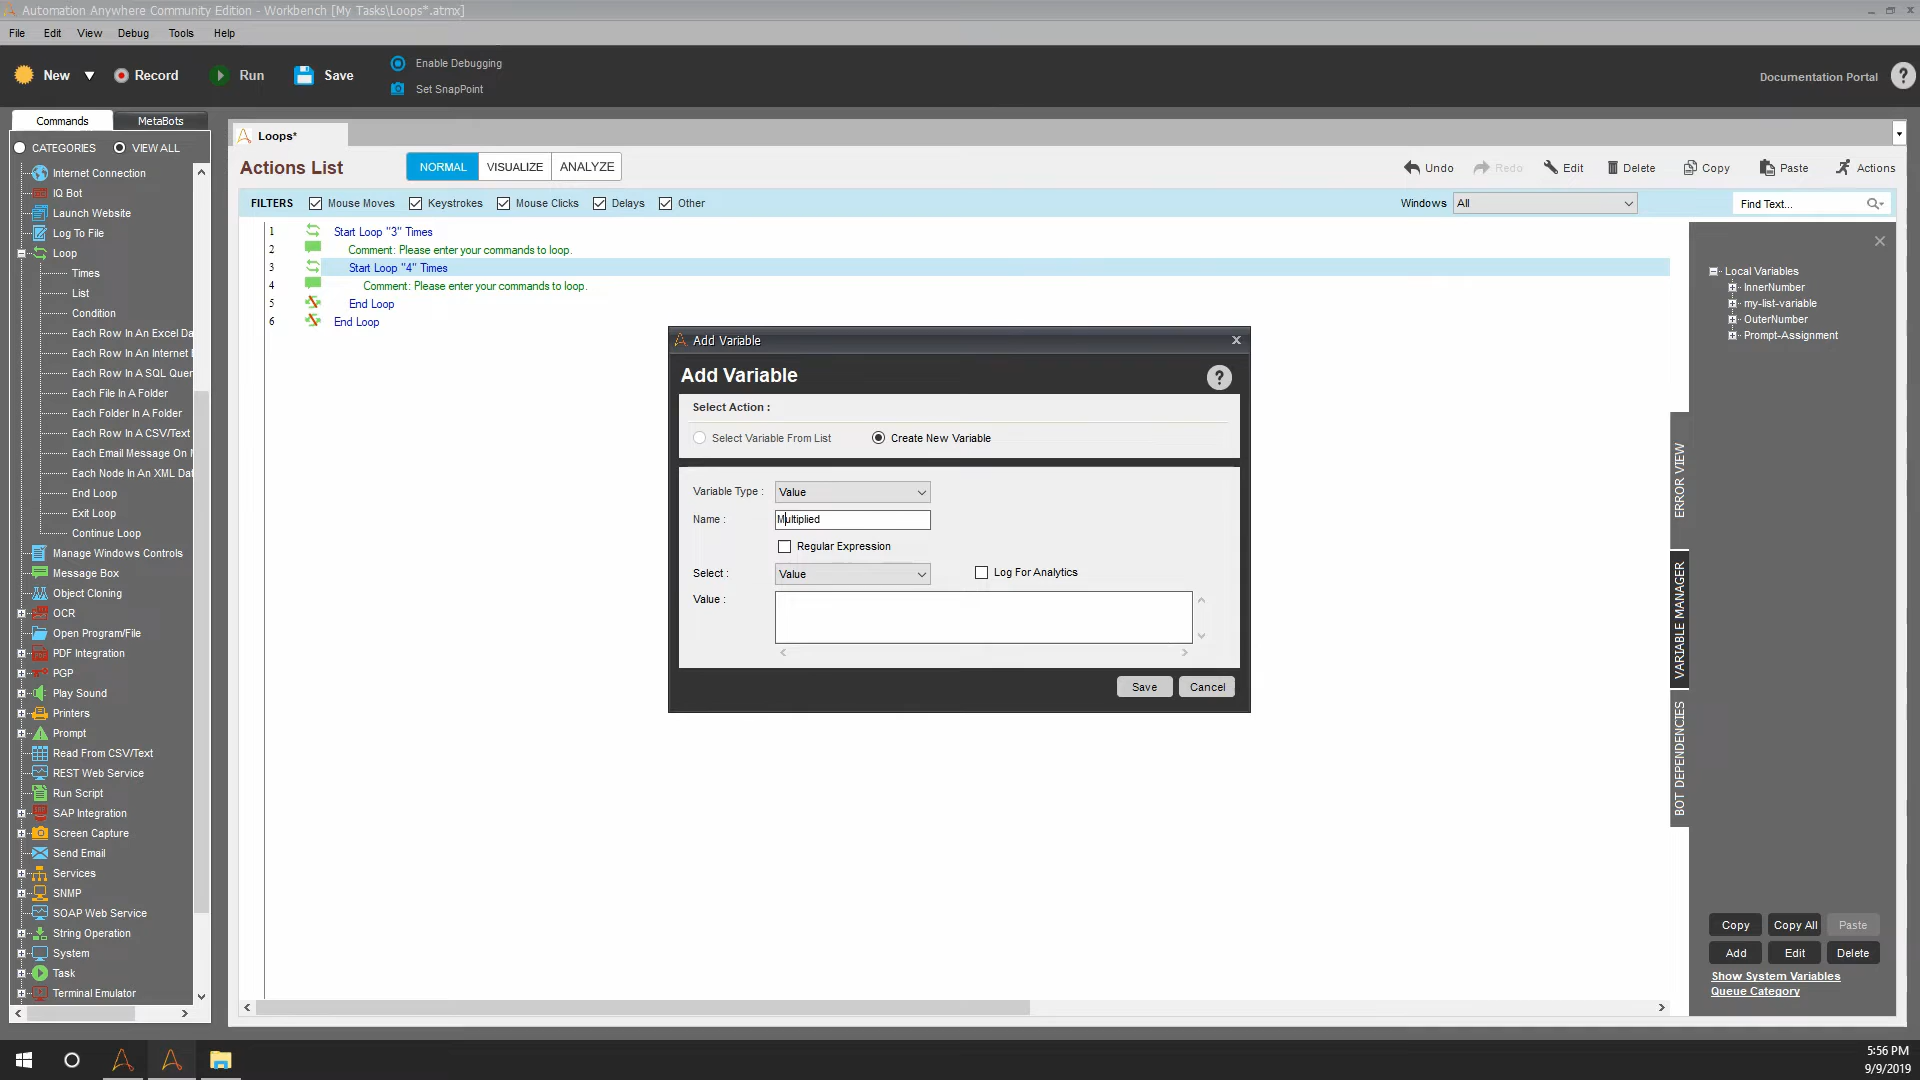 Automation Anywhere Community Edition - Workbench [My Tasks\Loops*.atmx]
File Edit View Debug Tools Help
New Record Run Save
Enable Debugging
Set SnapPoint
Documentation Portal ?
Commands MetaBots
CATEGORIES VIEW ALL
Internet Connection
IQ Bot
Launch Website
Log To File
Loop
Times
List
Condition
Each Row In An Excel Da
Each Row In An Internet
Each Row In A SQL Quer
Each File In A Folder
Each Folder In A Folder
Each Row In A CSV/Text
Each Email Message On
Each Node In An XML Dat
End Loop
Exit Loop
Continue Loop
Manage Windows Controls
Message Box
Object Cloning
OCR
Open Program/File
PDF Integration
PGP
Play Sound
Printers
Prompt
Read From CSV/Text
REST Web Service
Run Script
SAP Integration
Screen Capture
Send Email
Services
SNMP
SOAP Web Service
String Operation
System
Task
Terminal Emulator
Loops*
Actions List NORMAL VISUALIZE ANALYZE
Undo Redo Edit Delete Copy Paste Actions
FILTERS Mouse Moves Keystrokes Mouse Clicks Delays Other
Windows All Find Text...
1 Start Loop "3" Times
2 Comment: Please enter your commands to loop.
3 Start Loop "4" Times
4 Comment: Please enter your commands to loop.
5 End Loop
6 End Loop
Add Variable
Add Variable ?
Select Action :
Select Variable From List Create New Variable
Variable Type : Value
Name : Multiplied
Regular Expression
Select : Value Log For Analytics
Value :
Save Cancel
ERROR VIEW
VARIABLE MANAGER
BOT DEPENDENCIES
Local Variables
InnerNumber
my-list-variable
OuterNumber
Prompt-Assignment
Copy Copy All Paste
Add Edit Delete
Show System Variables
Queue Category
5:56 PM
9/9/2019